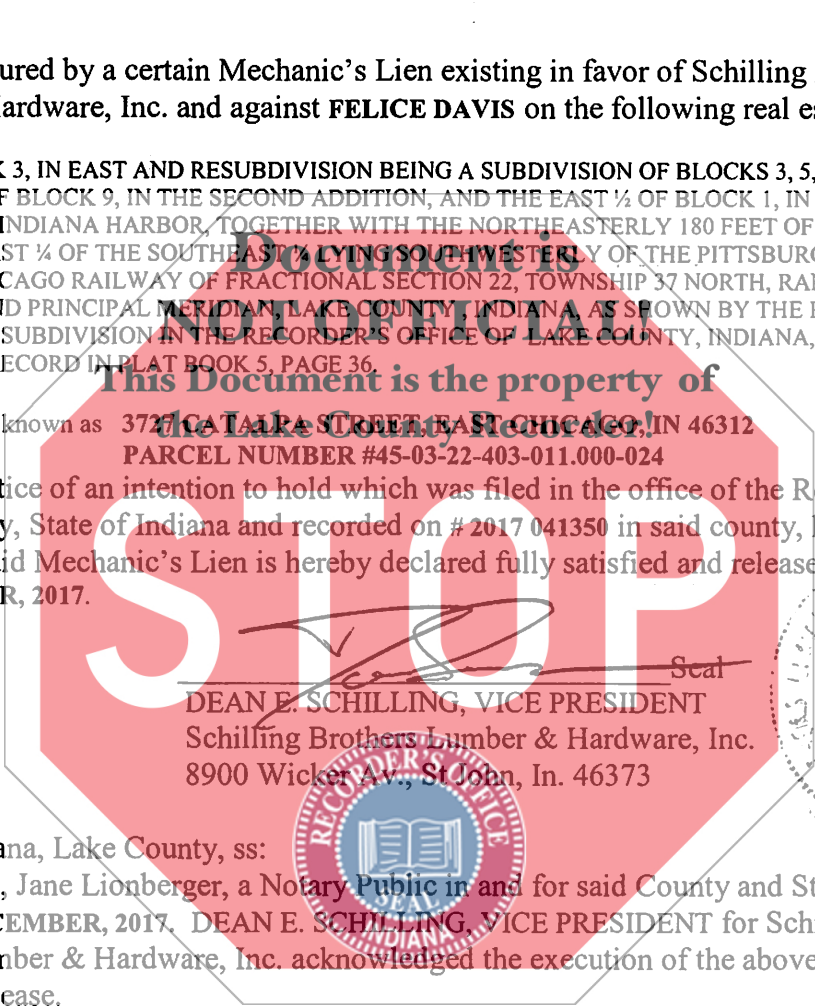 ured by a certain Mechanic's Lien existing in favor of Schilling
ardware, Inc. and against FELICE DAVIS on the following real es
K 3, IN EAST AND RESUBDIVISION BEING A SUBDIVISION OF BLOCKS 3, 5,
F BLOCK 9, IN THE SECOND ADDITION, AND THE EAST ½ OF BLOCK 1, IN
INDIANA HARBOR, TOGETHER WITH THE NORTHEASTERLY 180 FEET OF
ST ¼ OF THE SOUTHEAST ¼ LYING SOUTHWESTERLY OF THE PITTSBURG
Document is
CAGO RAILWAY OF FRACTIONAL SECTION 22, TOWNSHIP 37 NORTH, RA
D PRINCIPAL MERIDIAN, LAKE COUNTY, INDIANA, AS SHOWN BY THE
NOT OFFICIAL!
SUBDIVISION IN THE RECORDER'S OFFICE OF LAKE COUNTY, INDIANA,
ECORD IN PLAT BOOK 5, PAGE 36.
This Document is the property of
the Lake County Recorder!
known as 3727 CATALPA STREET, EAST CHICAGO, IN 46312
PARCEL NUMBER #45-03-22-403-011.000-024
tice of an intention to hold which was filed in the office of the R
y, State of Indiana and recorded on # 2017 041350 in said county,
id Mechanic's Lien is hereby declared fully satisfied and release
R, 2017.
STOP
Seal
DEAN E. SCHILLING, VICE PRESIDENT
Schilling Brothers Lumber & Hardware, Inc.
8900 Wicker Av., St John, In. 46373
RECORDER'S OFFICE
SEAL
INDIANA
ana, Lake County, ss:
, Jane Lionberger, a Notary Public in and for said County and St
EMBER, 2017. DEAN E. SCHILLING, VICE PRESIDENT for Sch
nber & Hardware, Inc. acknowledged the execution of the above
ease.